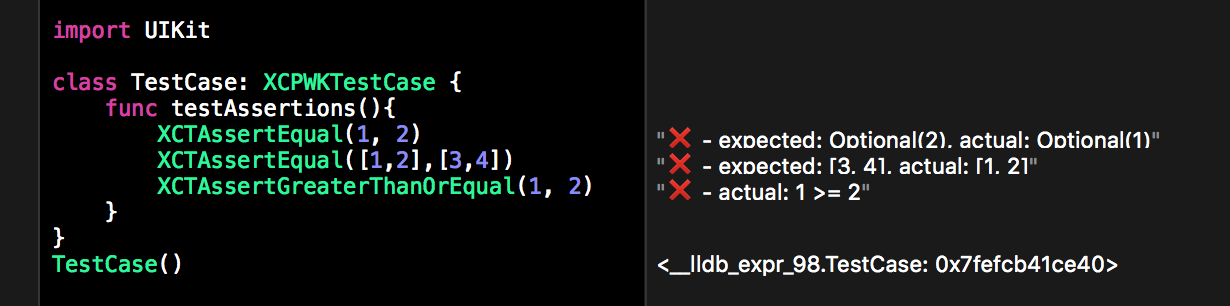 import UIKit
class TestCase: XCPWKTestCase {
func testAssertions(){
XCTAssertEqual(1, 2) "❌ - expected: Optional(2), actual: Optional(1)"
XCTAssertEqual([1,2],[3,4]) "❌ - expected: [3, 4], actual: [1, 2]"
XCTAssertGreaterThanOrEqual(1, 2) "❌ - actual: 1 >= 2"
}
}
TestCase() <__lldb_expr_98.TestCase: 0x7fefcb41ce40>